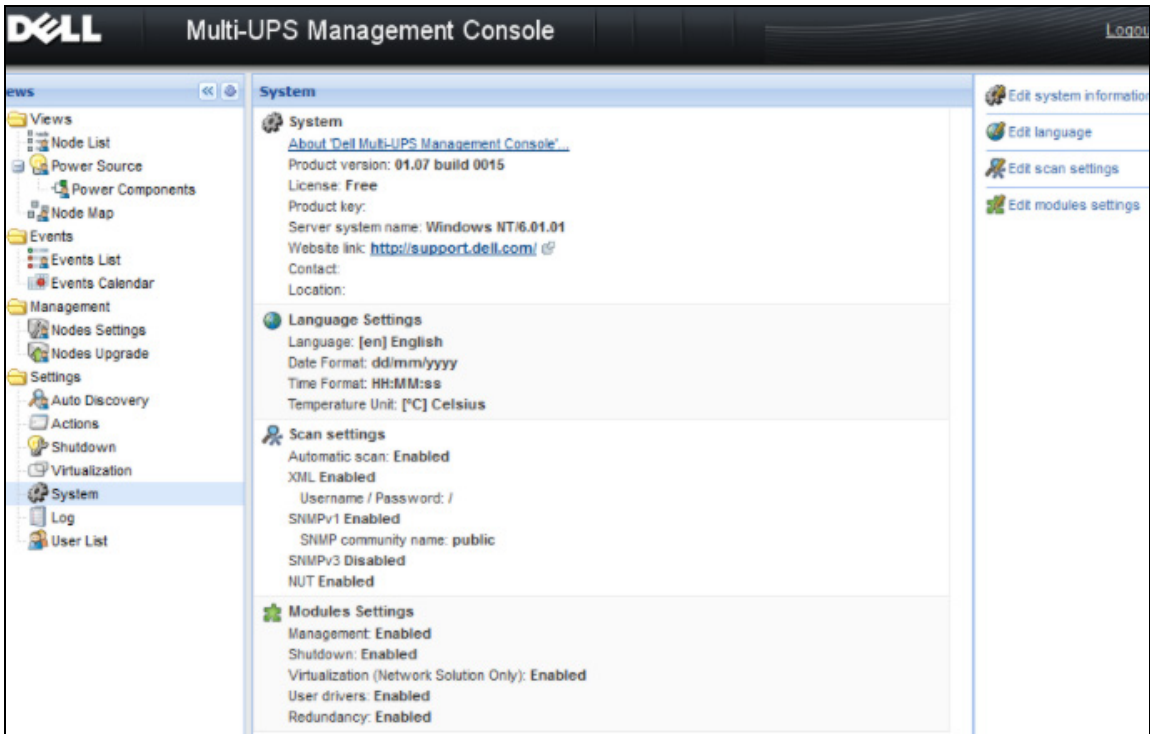 DELL
Multi-UPS Management Console
Logou
ews
Views
Node List
Power Source
Power Components
Node Map
Events
Events List
Events Calendar
Management
Nodes Settings
Nodes Upgrade
Settings
Auto Discovery
Actions
Shutdown
Virtualization
System
Log
User List
System
System
About 'Dell Multi-UPS Management Console'...
Product version: 01.07 build 0015
License: Free
Product key:
Server system name: Windows NT/6.01.01
Website link: http://support.dell.com/
Contact:
Location:
Language Settings
Language: [en] English
Date Format: dd/mm/yyyy
Time Format: HH:MM:ss
Temperature Unit: [°C] Celsius
Scan settings
Automatic scan: Enabled
XML Enabled
Username / Password: /
SNMPv1 Enabled
SNMP community name: public
SNMPv3 Disabled
NUT Enabled
Modules Settings
Management: Enabled
Shutdown: Enabled
Virtualization (Network Solution Only): Enabled
User drivers: Enabled
Redundancy: Enabled
Edit system information
Edit language
Edit scan settings
Edit modules settings